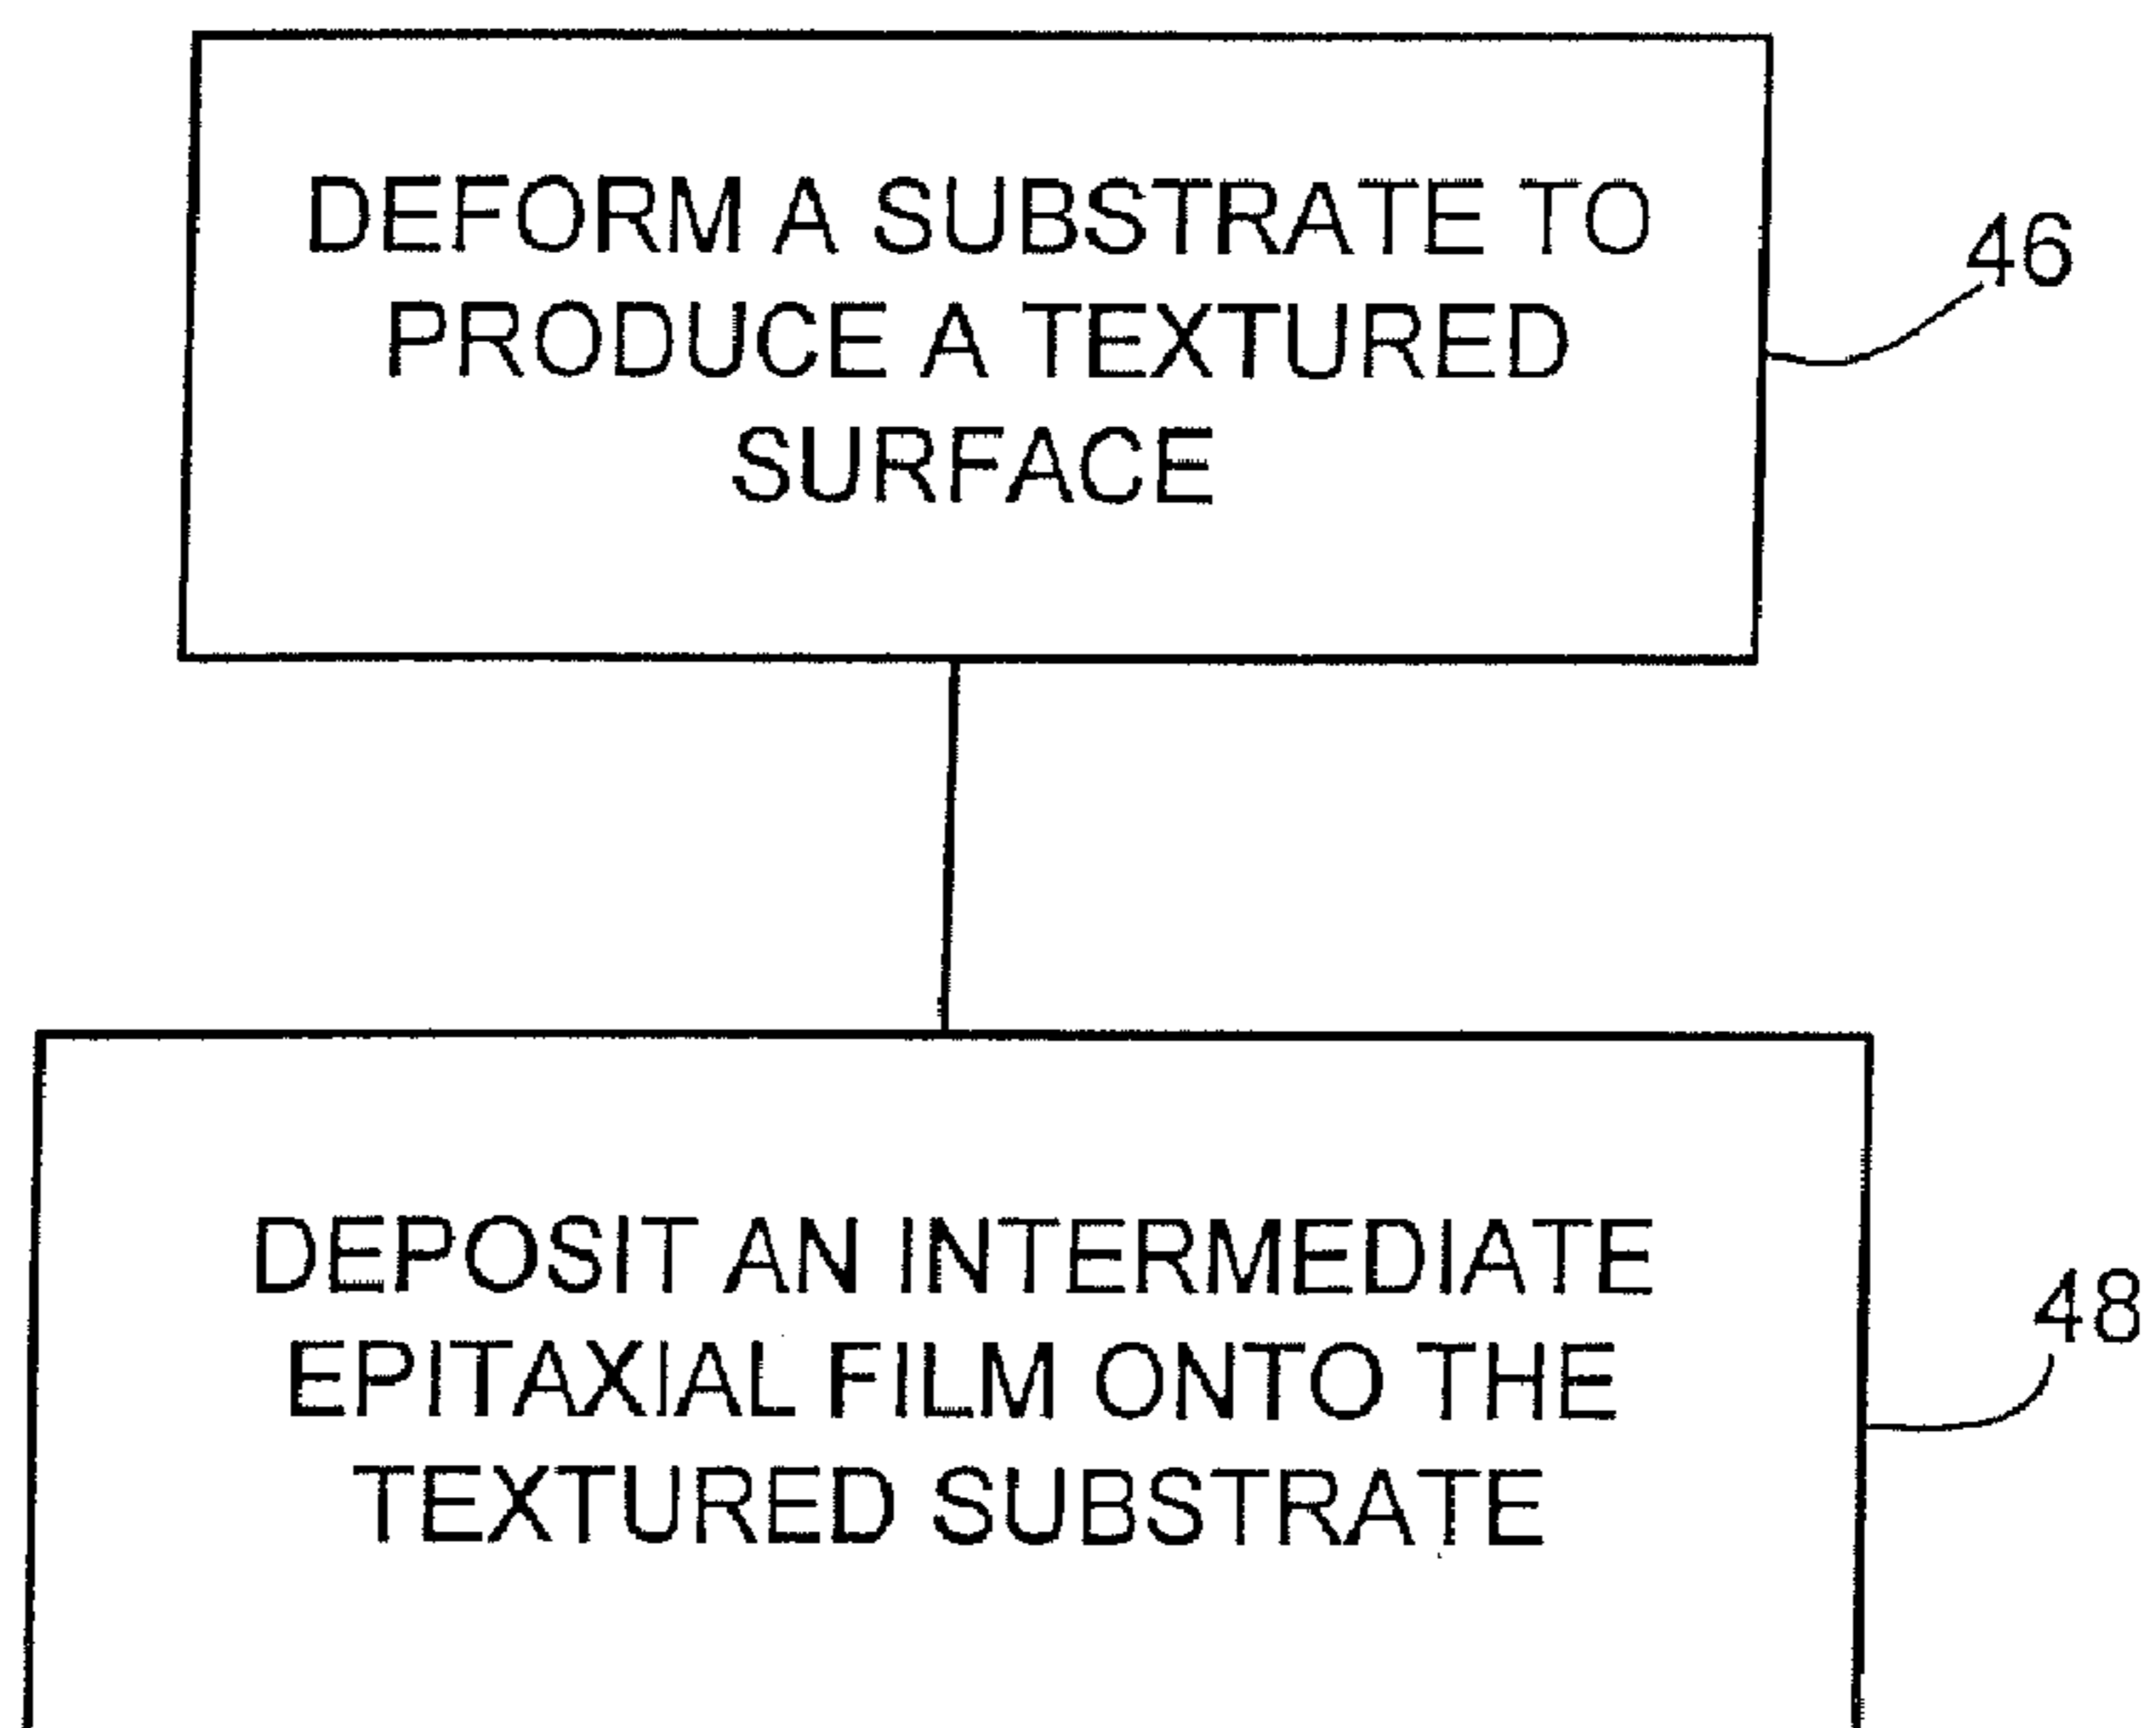 DEFORM A SUBSTRATE TO
PRODUCE A TEXTURED
SURFACE
46
DEPOSIT AN INTERMEDIATE
EPITAXIAL FILM ONTO THE
TEXTURED SUBSTRATE
48